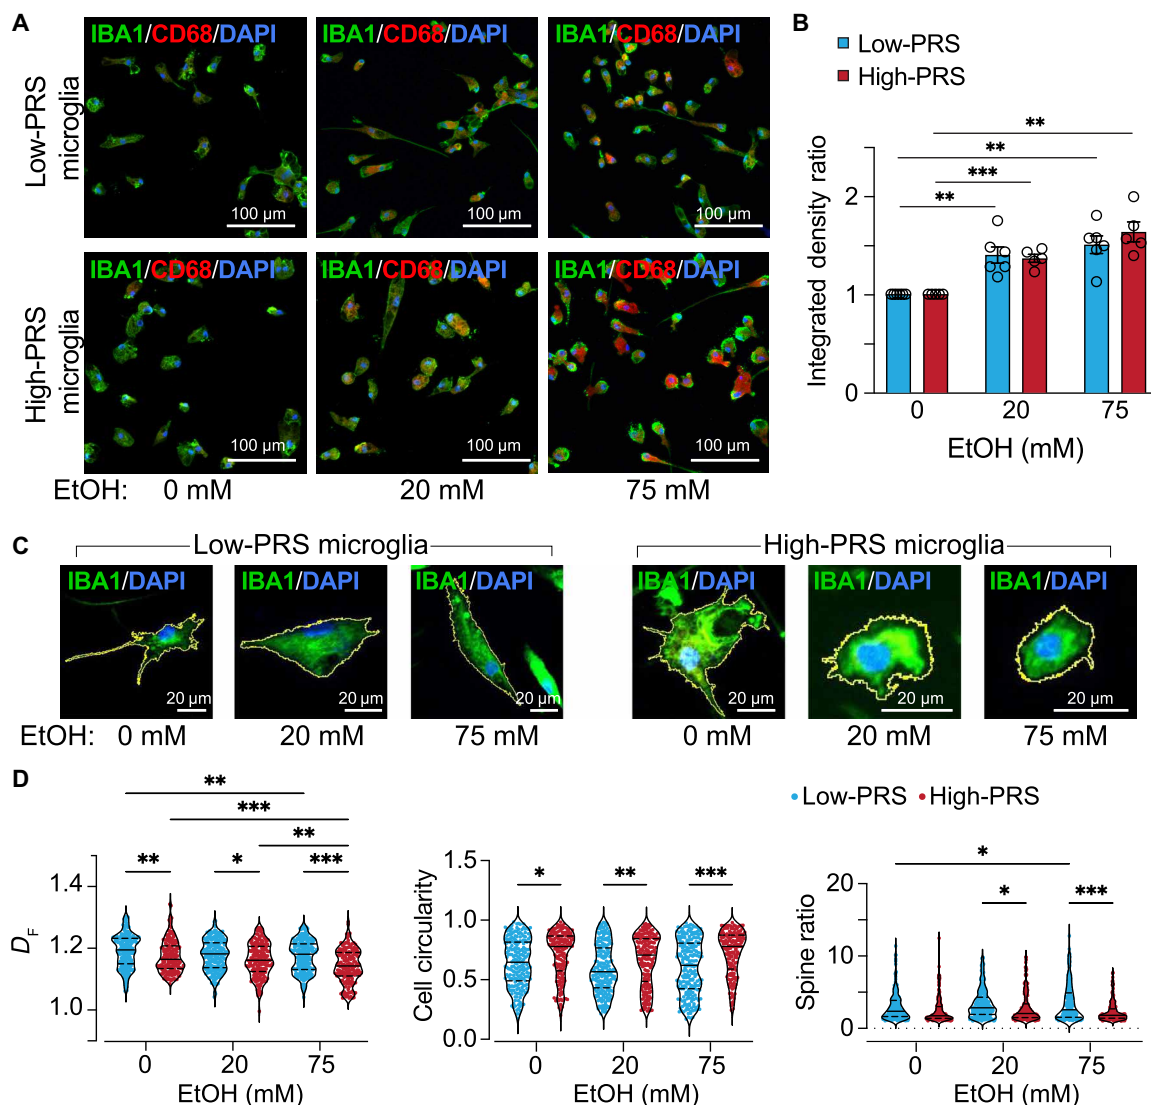 A
Low-PRS
microglia
IBA1/CD68/DAPI
100 µm
IBA1/CD68/DAPI
100 µm
IBA1/CD68/DAPI
100 µm
High-PRS
microglia
IBA1/CD68/DAPI
100 µm
IBA1/CD68/DAPI
100 µm
IBA1/CD68/DAPI
100 µm
EtOH: 0 mM 20 mM 75 mM
B
Low-PRS
High-PRS
**
**
***
**
Integrated density ratio
2
1
0
0 20 75
EtOH (mM)
C
Low-PRS microglia
High-PRS microglia
IBA1/DAPI
20 µm
IBA1/DAPI
20 µm
IBA1/DAPI
20 µm
IBA1/DAPI
20 µm
IBA1/DAPI
20 µm
IBA1/DAPI
20 µm
EtOH: 0 mM 20 mM 75 mM 0 mM 20 mM 75 mM
D
**
***
**
** * ***
DF
1.4
1.2
1.0
0 20 75
EtOH (mM)
* ** ***
Cell circularity
1.5
1.0
0.5
0.0
0 20 75
EtOH (mM)
Low-PRS High-PRS
*
* ***
Spine ratio
20
10
0
0 20 75
EtOH (mM)